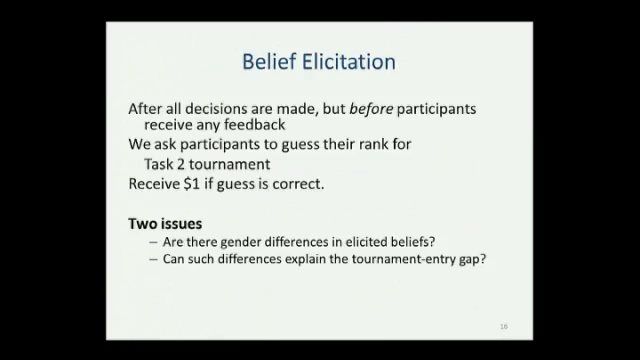 Belief Elicitation
After all decisions are made, but before participants
receive any feedback
We ask participants to guess their rank for
Task 2 tournament
Receive $1 if guess is correct.
Two issues
– Are there gender differences in elicited beliefs?
– Can such differences explain the tournament-entry gap?
16